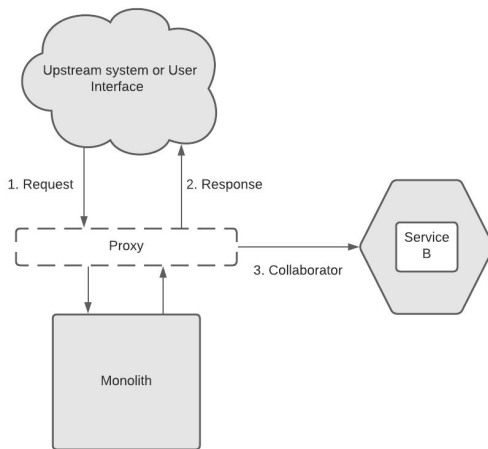 Upstream system or User
Interface
1. Request
2. Response
Proxy
3. Collaborator
Service
B
Monolith